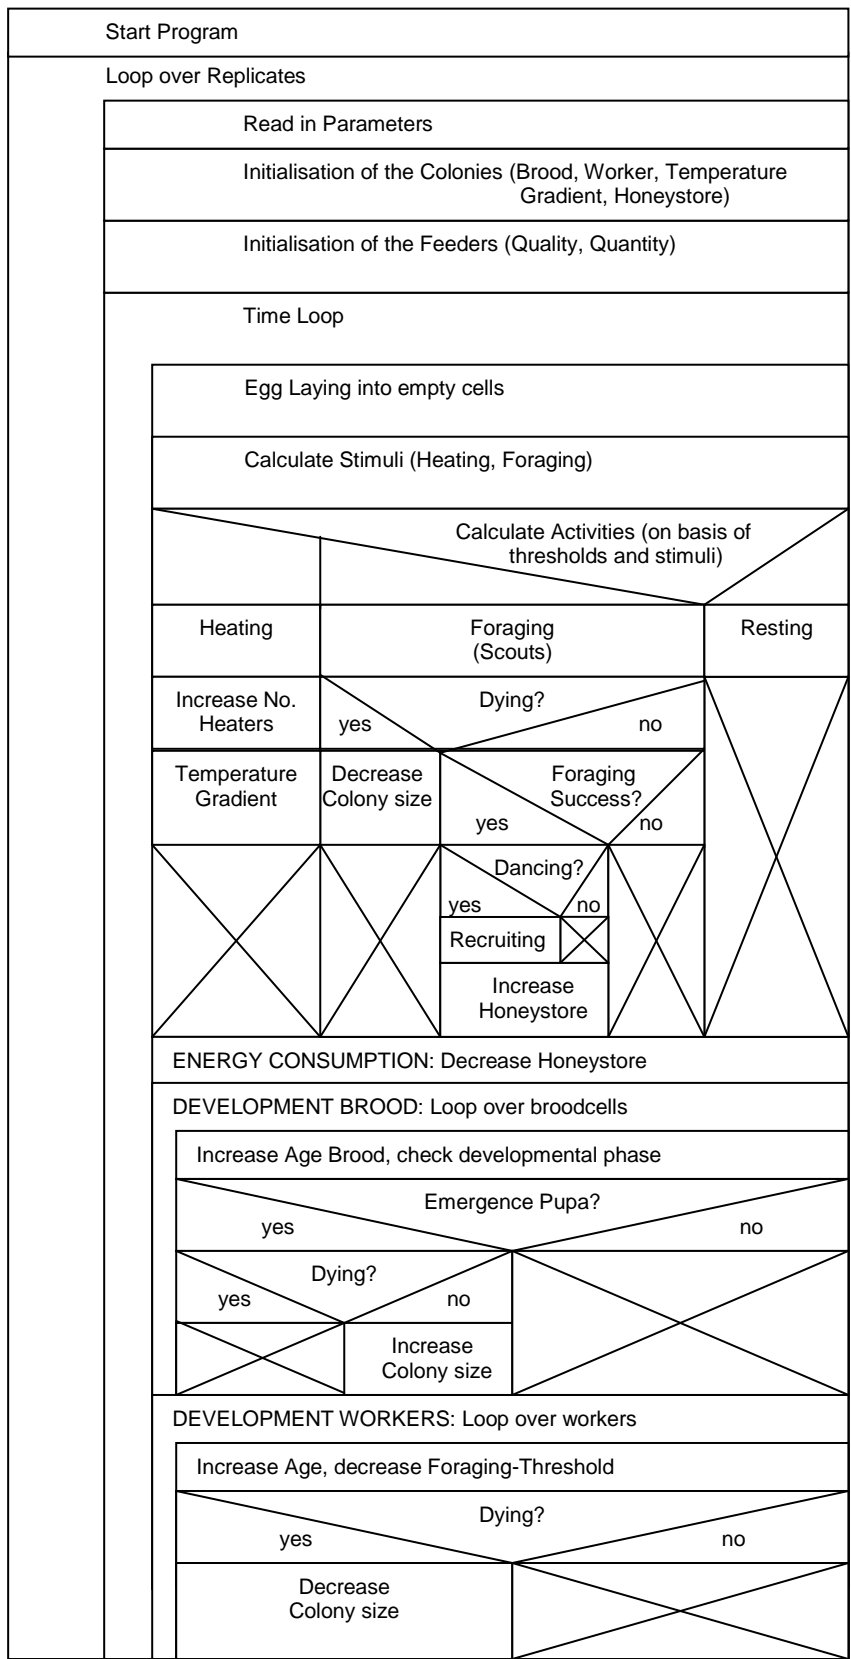 Start Program
Loop over Replicates
Read in Parameters
Initialisation of the Colonies (Brood, Worker, Temperature
Gradient, Honeystore)
Initialisation of the Feeders (Quality, Quantity)
Time Loop
Egg Laying into empty cells
Calculate Stimuli (Heating, Foraging)
Calculate Activities (on basis of
thresholds and stimuli)
Heating
Foraging
(Scouts)
Resting
Increase No.
Heaters
Dying?
yes
no
Temperature
Gradient
Decrease
Colony size
Foraging
Success?
yes
no
Dancing?
yes
no
Recruiting
Increase
Honeystore
ENERGY CONSUMPTION: Decrease Honeystore
DEVELOPMENT BROOD: Loop over broodcells
Increase Age Brood, check developmental phase
Emergence Pupa?
yes
no
Dying?
yes
no
Increase
Colony size
DEVELOPMENT WORKERS: Loop over workers
Increase Age, decrease Foraging-Threshold
Dying?
yes
no
Decrease
Colony size